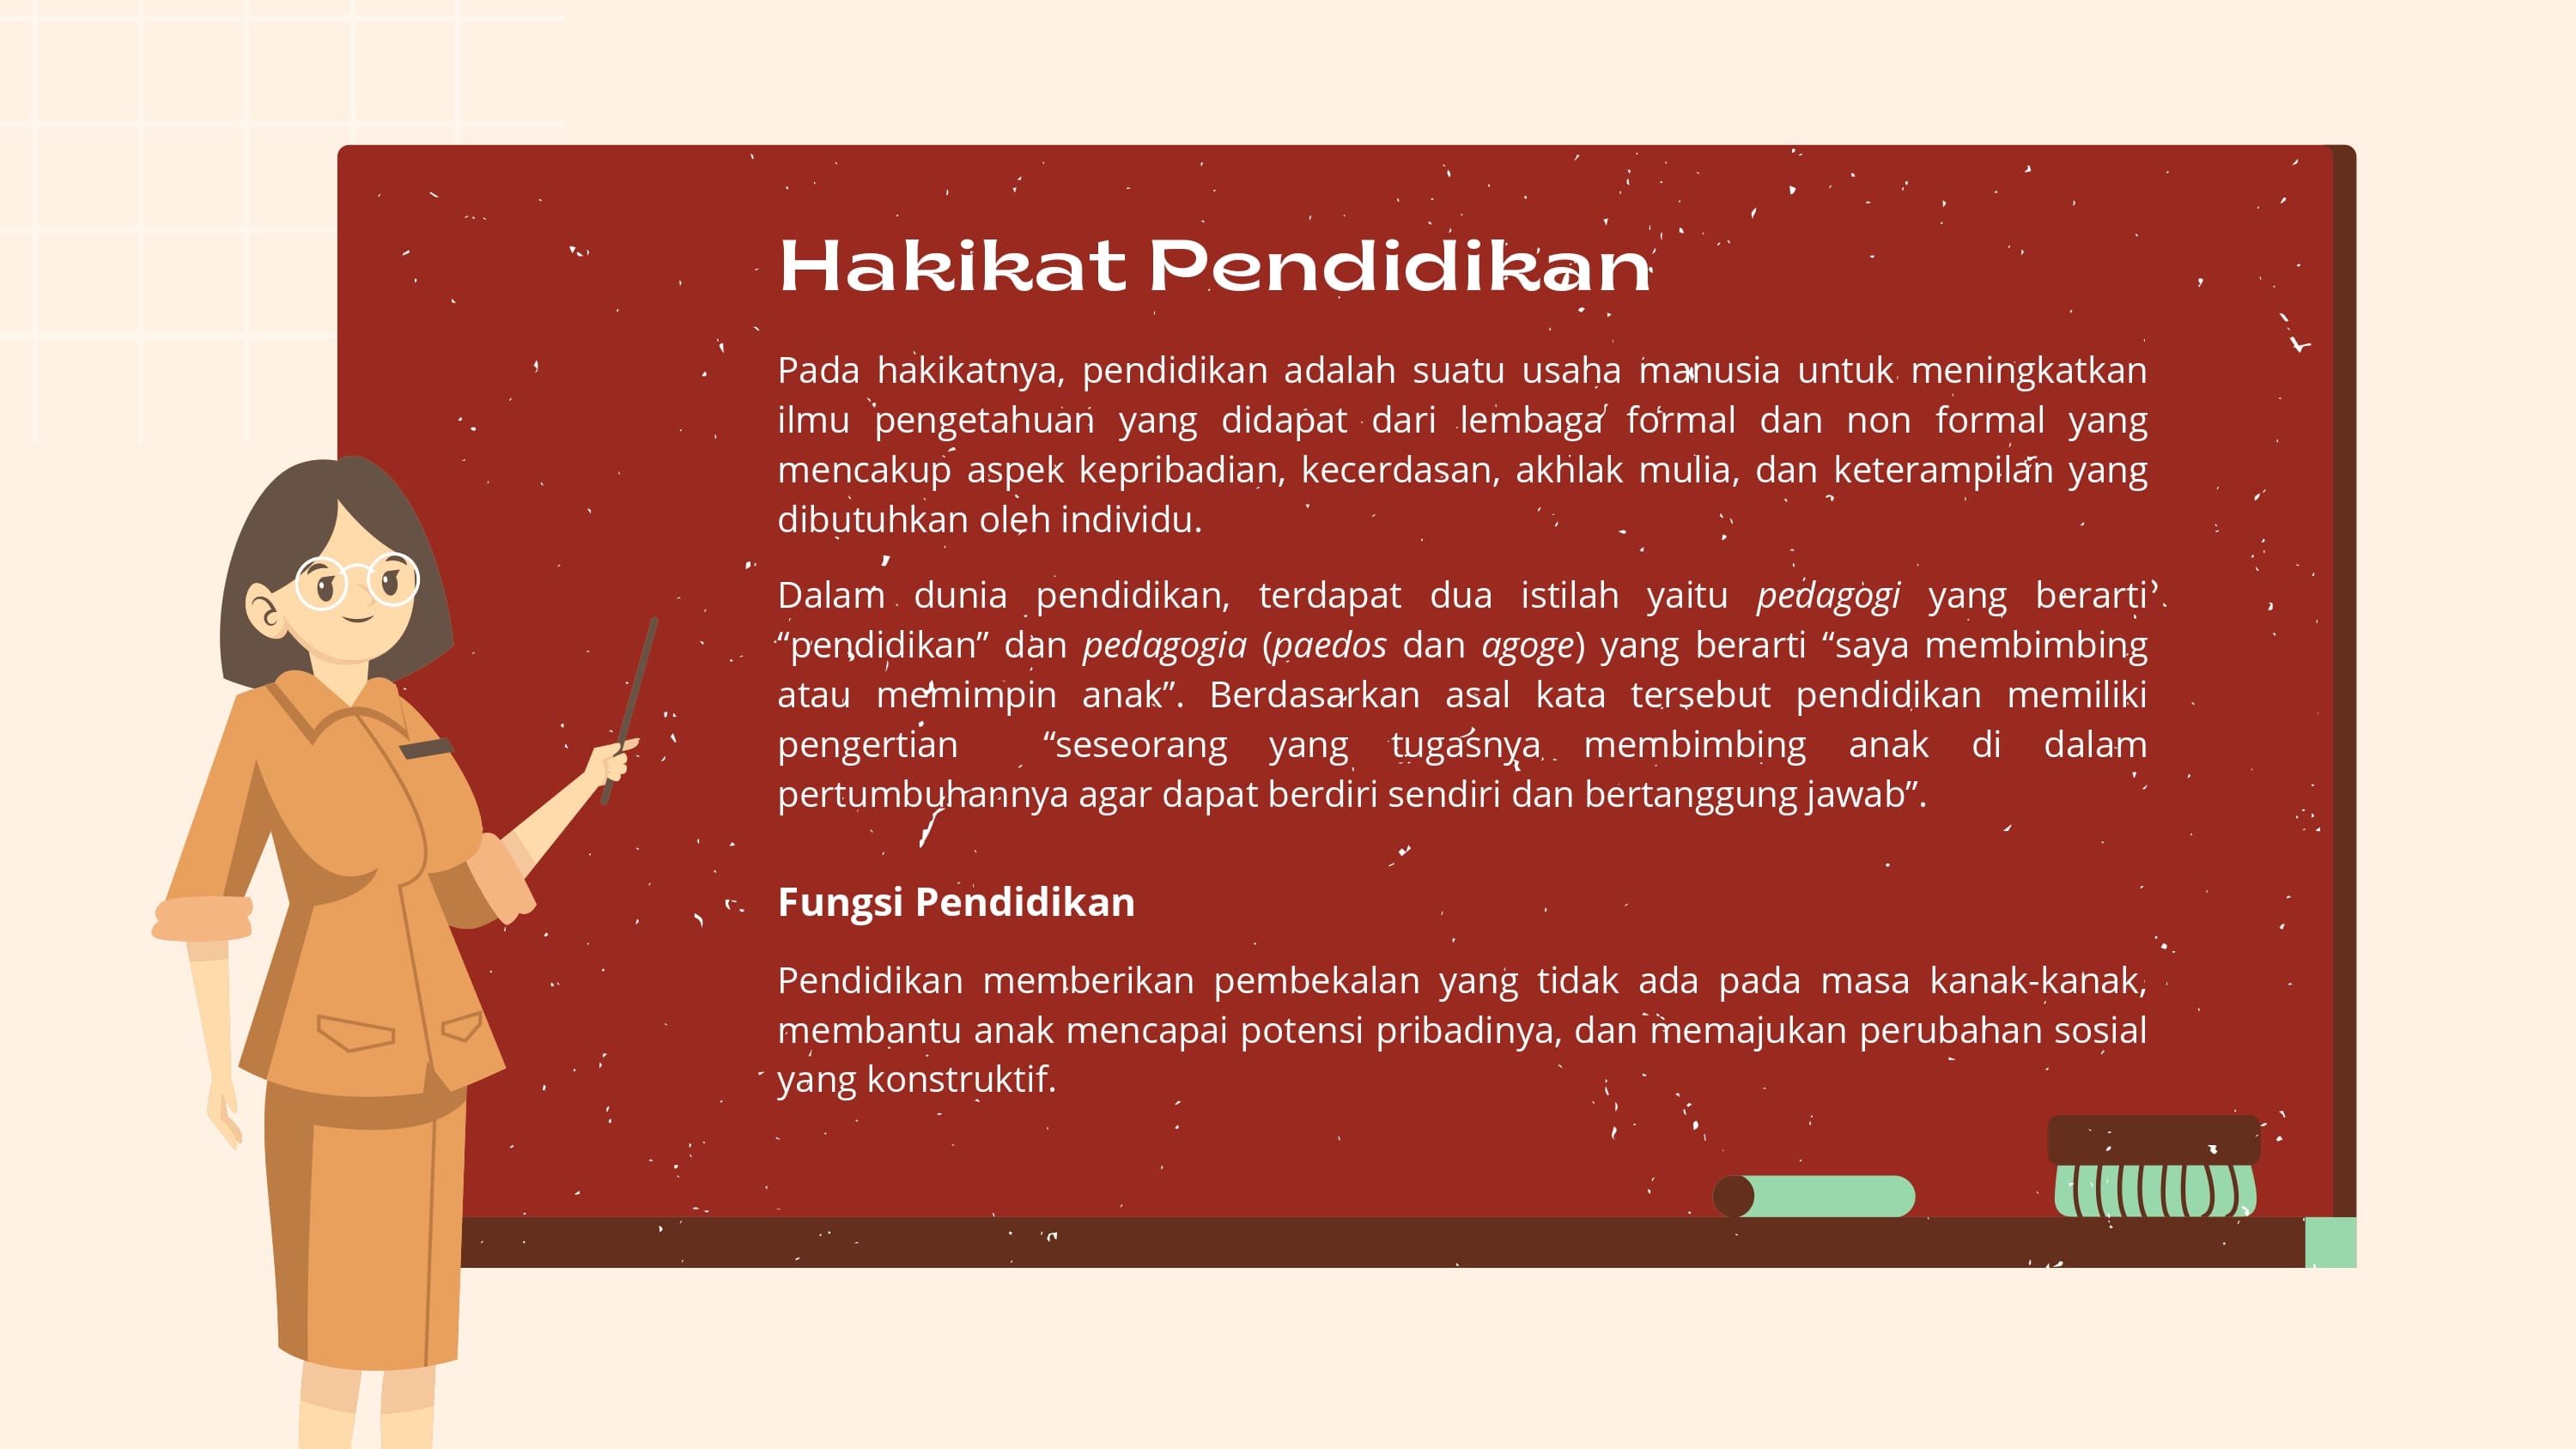 Hakikat Pendidikan
Pada hakikatnya, pendidikan adalah suatu usaha manusia untuk meningkatkan
ilmu pengetahuan yang didapat dari lembaga formal dan non formal yang
mencakup aspek kepribadian, kecerdasan, akhlak mulia, dan keterampilan yang
dibutuhkan oleh individu.
Dalam dunia pendidikan, terdapat dua istilah yaitu pedagogi yang berarti
“pendidikan” dan pedagogia (paedos dan agoge) yang berarti “saya membimbing
atau memimpin anak”. Berdasarkan asal kata tersebut pendidikan memiliki
pengertian “seseorang yang tugasnya membimbing anak di dalam
pertumbuhannya agar dapat berdiri sendiri dan bertanggung jawab”.
Fungsi Pendidikan
Pendidikan memberikan pembekalan yang tidak ada pada masa kanak-kanak,
membantu anak mencapai potensi pribadinya, dan memajukan perubahan sosial
yang konstruktif.